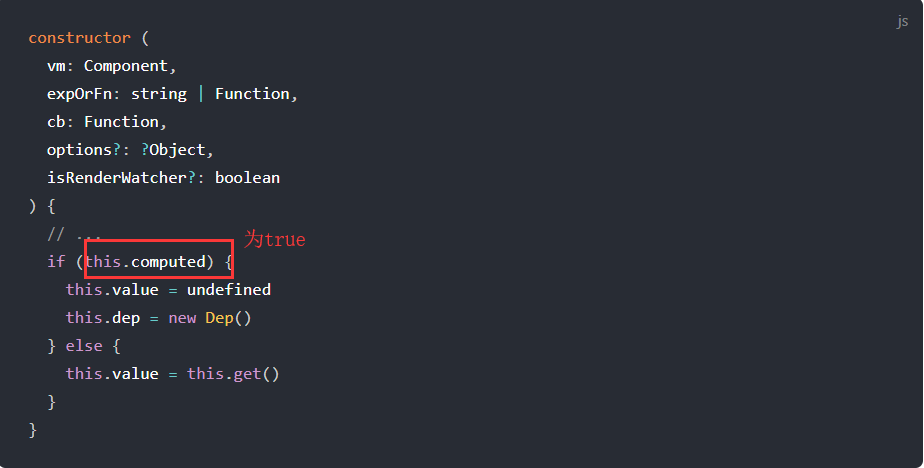 js
constructor (
  vm: Component,
  expOrFn: string | Function,
  cb: Function,
  options?: ?Object,
  isRenderWatcher?: boolean
) {
  // ...
为true
  if (this.computed) {
    this.value = undefined
    this.dep = new Dep()
  } else {
    this.value = this.get()
  }
}